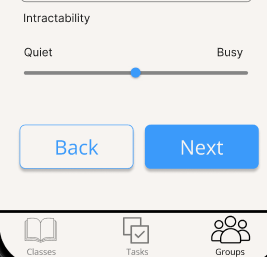 Intractability
Quiet Busy
Back Next
Classes Tasks Groups